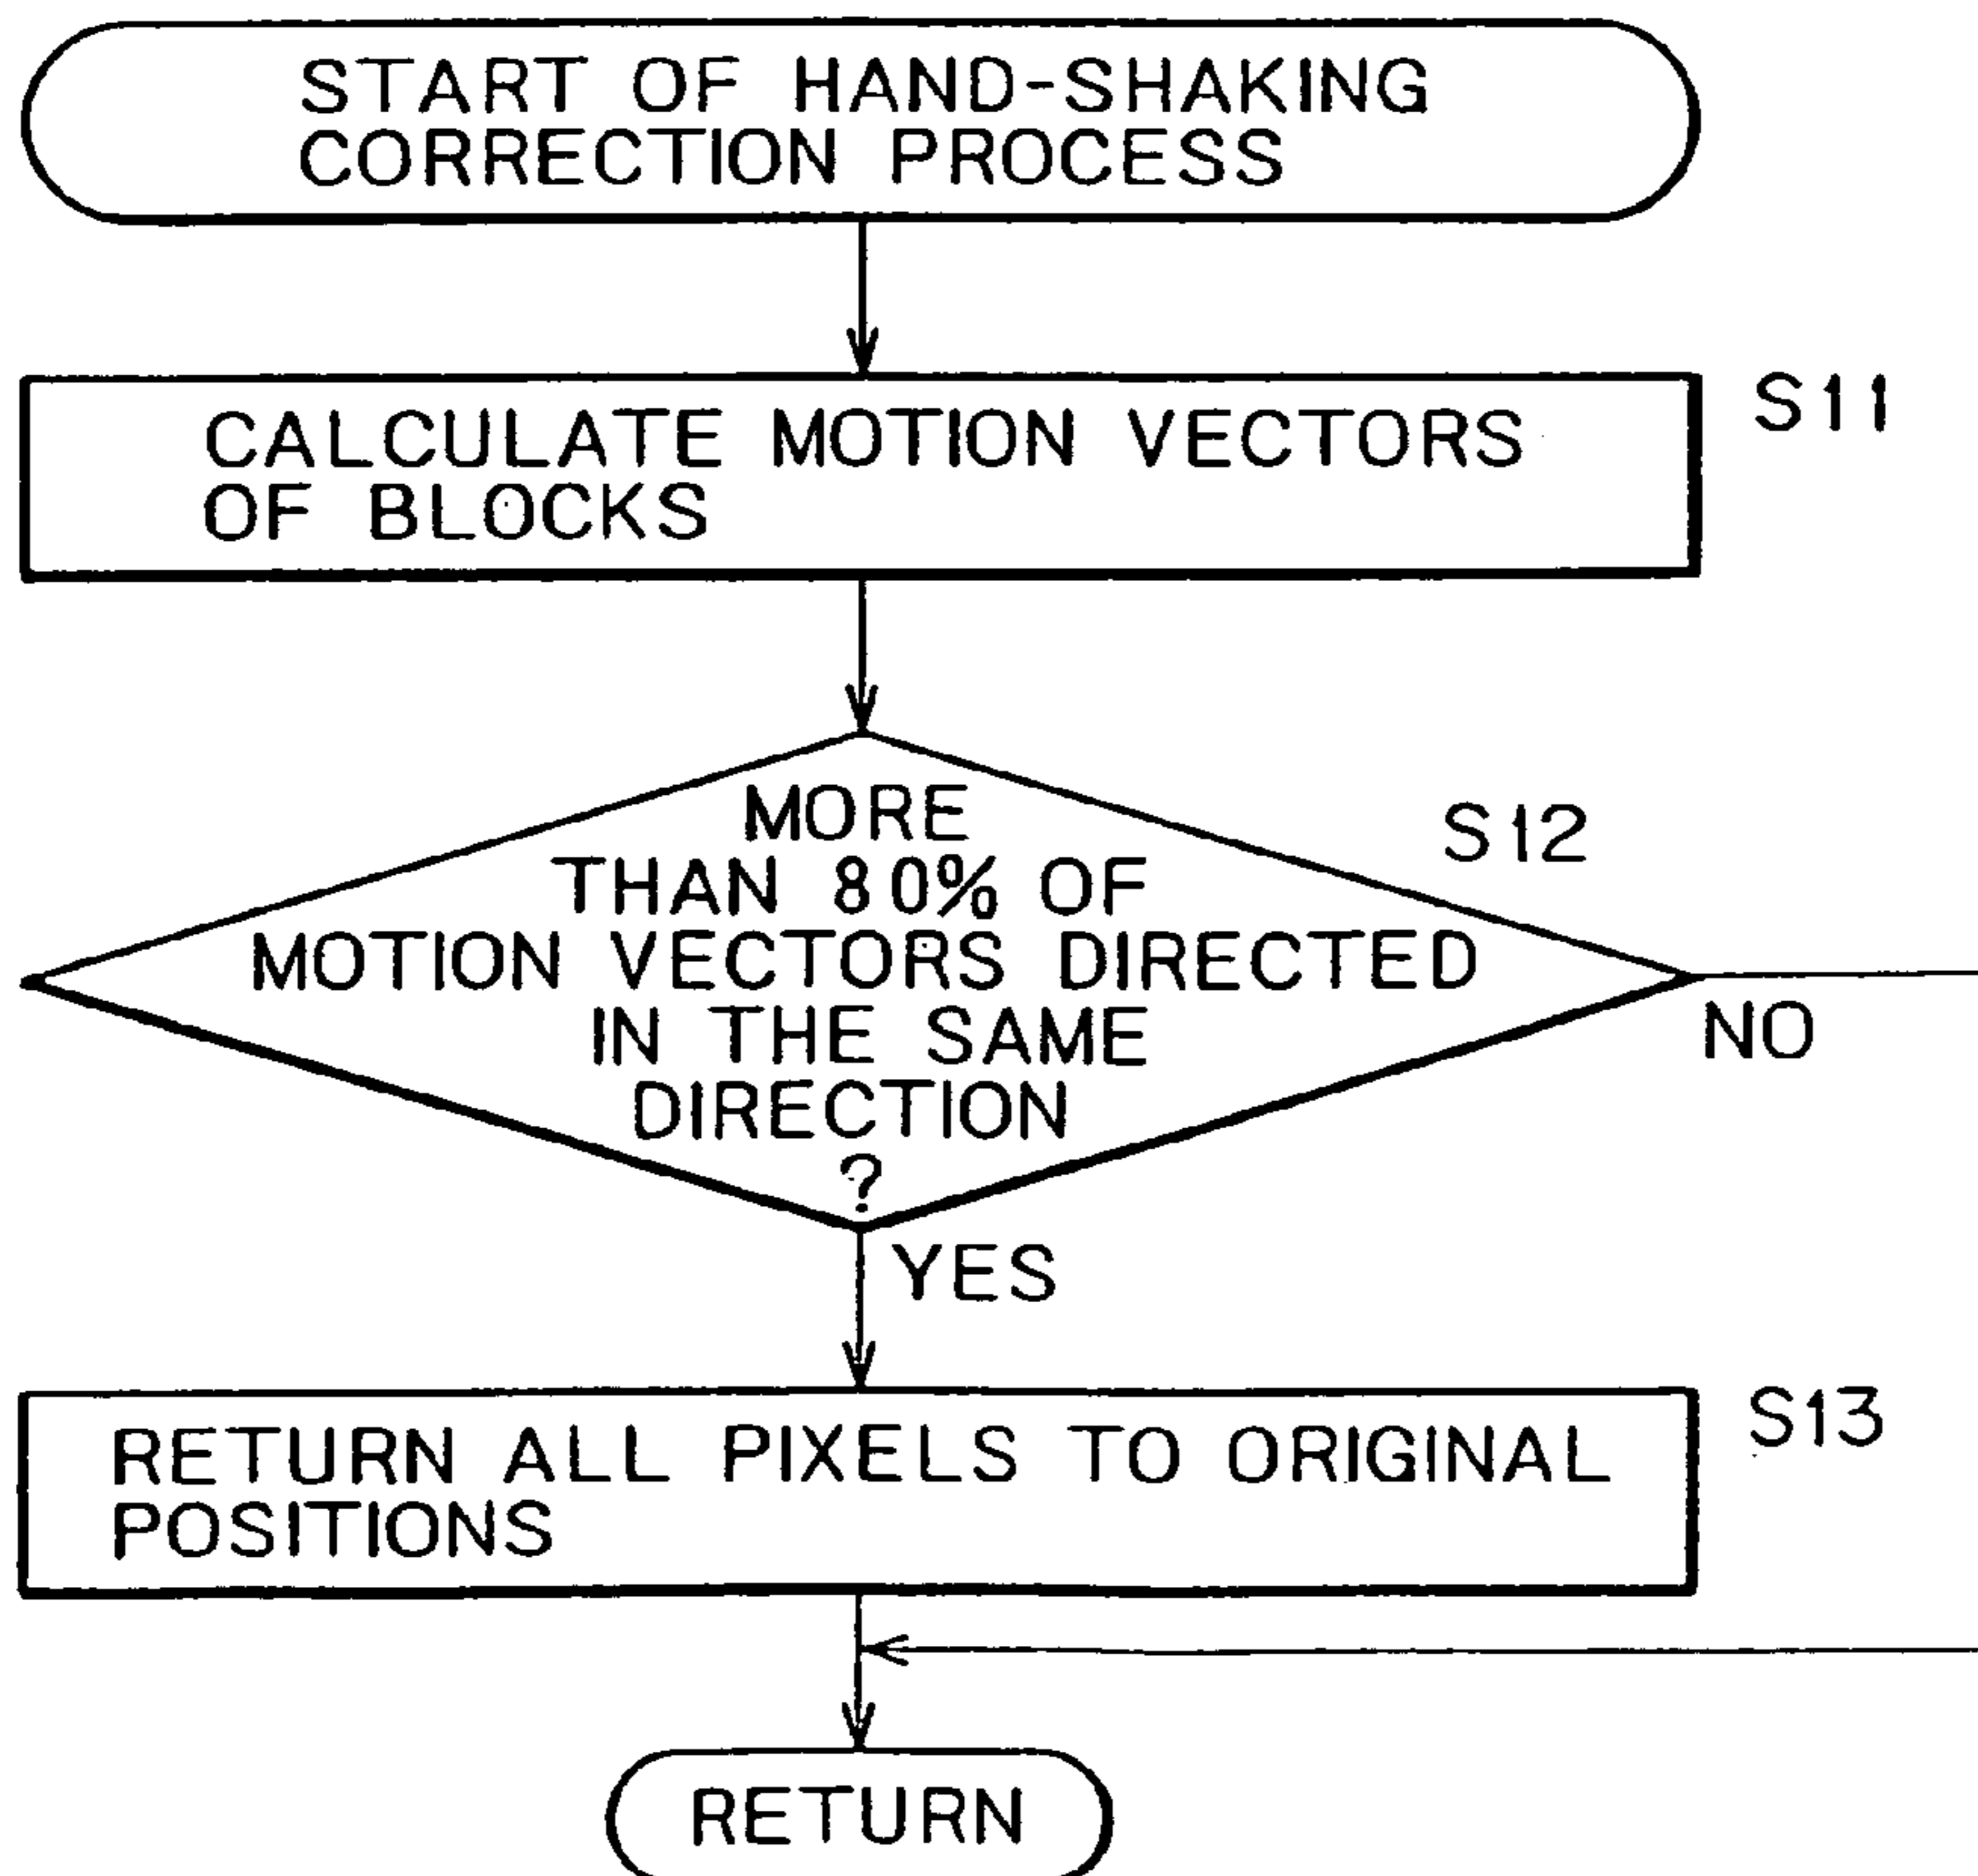 START OF HAND-SHAKING
CORRECTION PROCESS
CALCULATE MOTION VECTORS
OF BLOCKS
S11
MORE
THAN 80% OF
MOTION VECTORS DIRECTED
IN THE SAME
DIRECTION
?
S12
NO
YES
RETURN ALL PIXELS TO ORIGINAL
POSITIONS
S13
RETURN